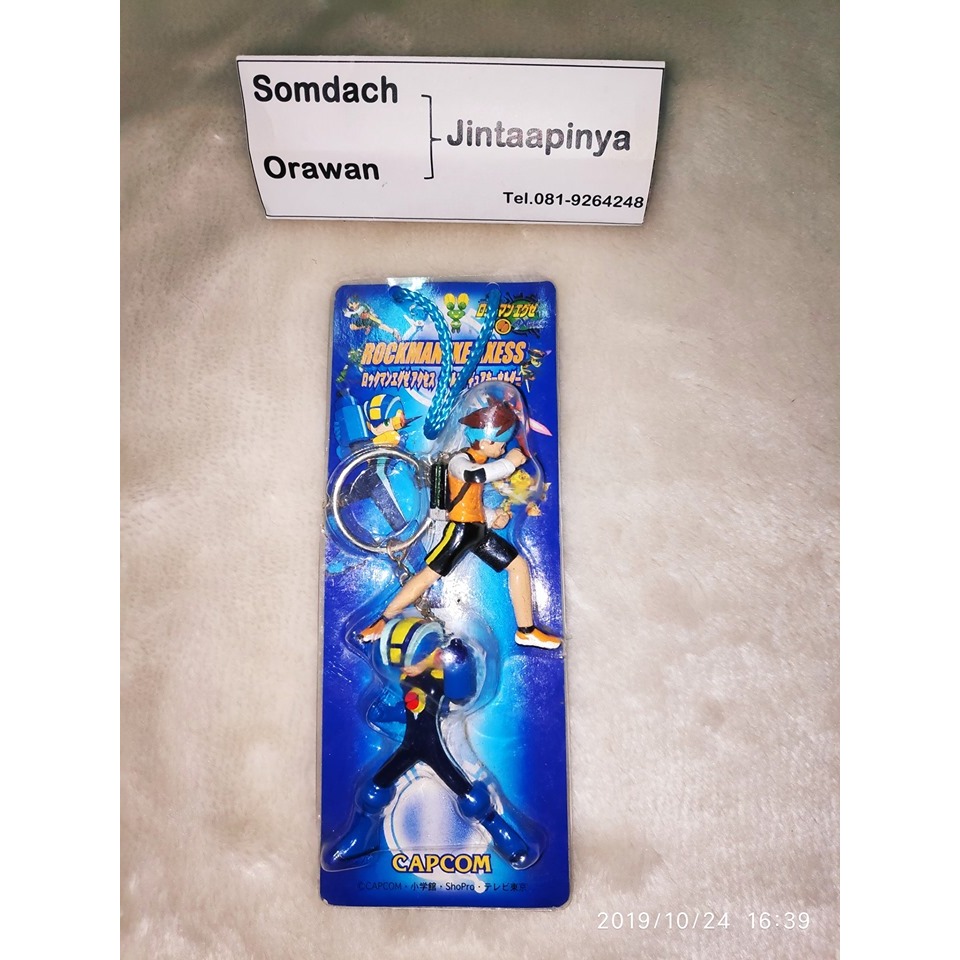 Somdach
Orawan
Jintaapinya
Tel.081-9264248
ロックマンエグゼ
ROCKMAN EXE AXESS
ロックマンエグゼ アクセス
CAPCOM
©CAPCOM・小学館・ShoPro・テレビ東京
2019/10/24 16:39